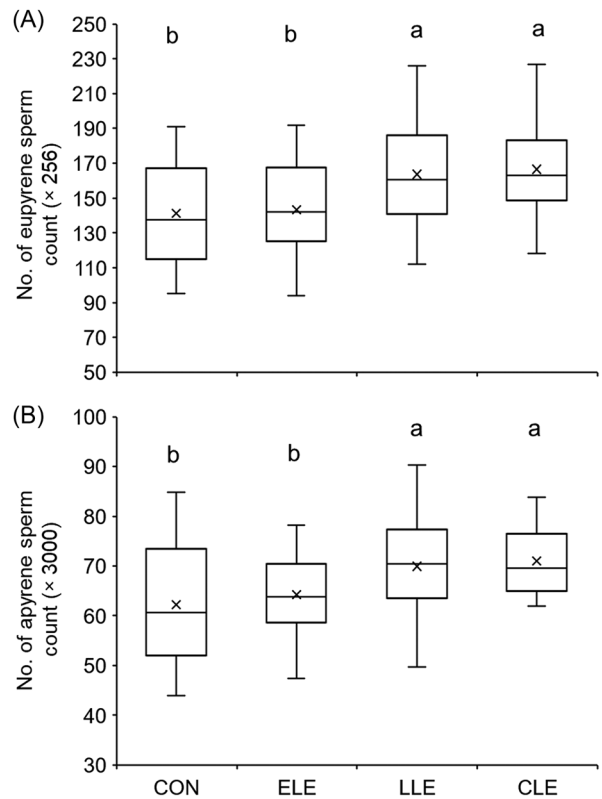 (A)
No. of eupyrene sperm
count (× 256)
250
230
210
190
170
150
130
110
90
70
50
b
b
a
a
(B)
No. of apyrene sperm
count (× 3000)
100
90
80
70
60
50
40
30
b
b
a
a
CON
ELE
LLE
CLE